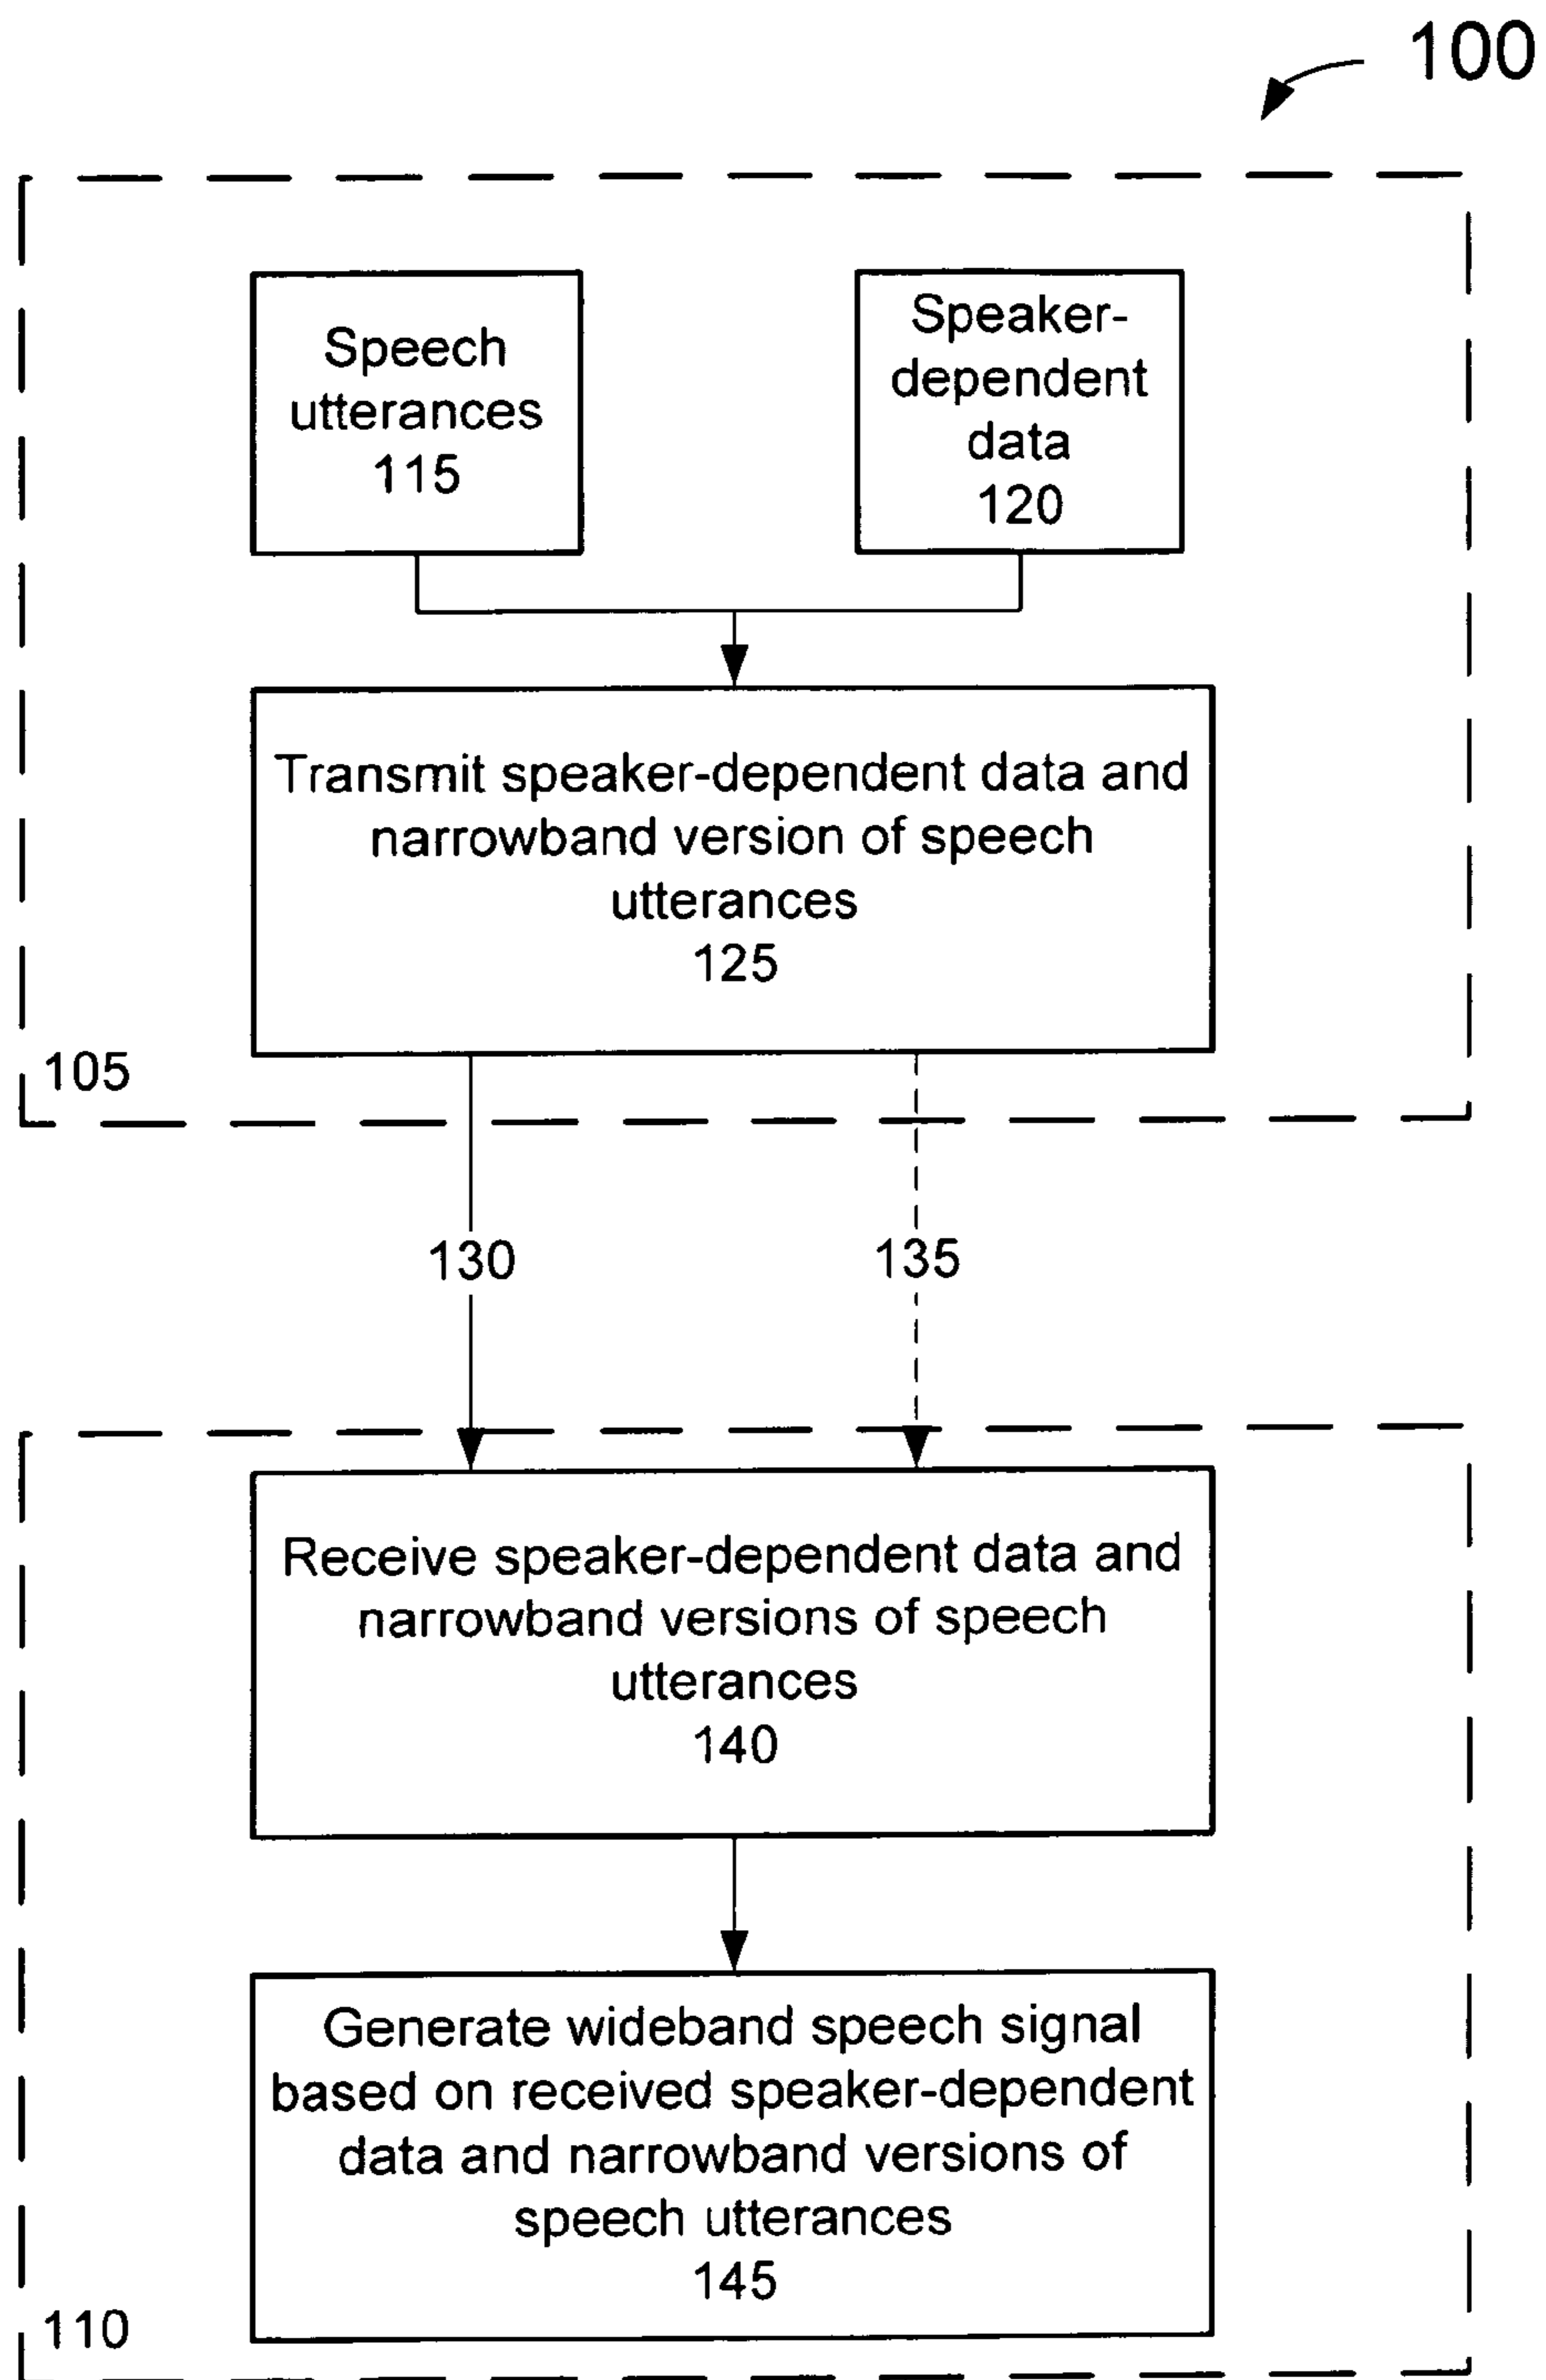 100
Speech
utterances
115
Speaker-
dependent
data
120
Transmit speaker-dependent data and
narrowband version of speech
utterances
125
105
130
135
Receive speaker-dependent data and
narrowband versions of speech
utterances
140
Generate wideband speech signal
based on received speaker-dependent
data and narrowband versions of
speech utterances
145
110